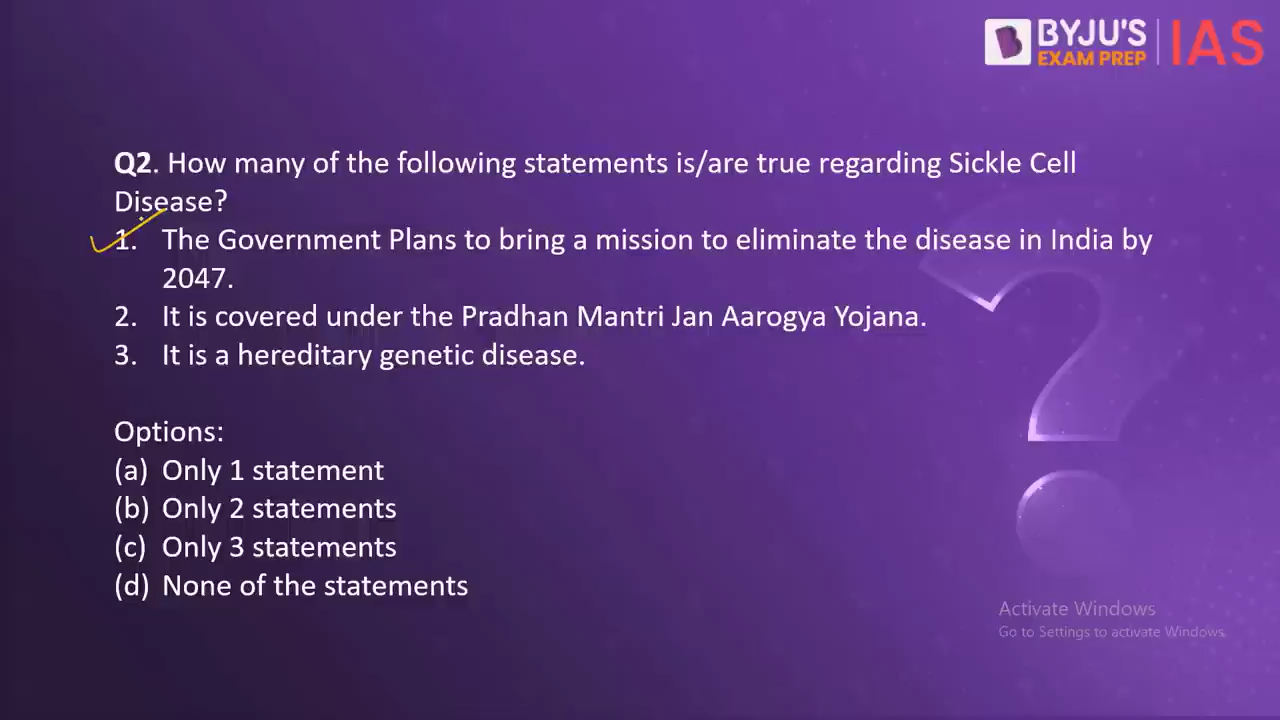 BYJU'S
EXAM PREP
IAS
Q2. How many of the following statements is/are true regarding Sickle Cell
Disease?
1. The Government Plans to bring a mission to eliminate the disease in India by
2047.
2. It is covered under the Pradhan Mantri Jan Aarogya Yojana.
3. It is a hereditary genetic disease.
Options:
(a) Only 1 statement
(b) Only 2 statements
(c) Only 3 statements
(d) None of the statements
Activate Windows
Go to Settings to activate Windows.